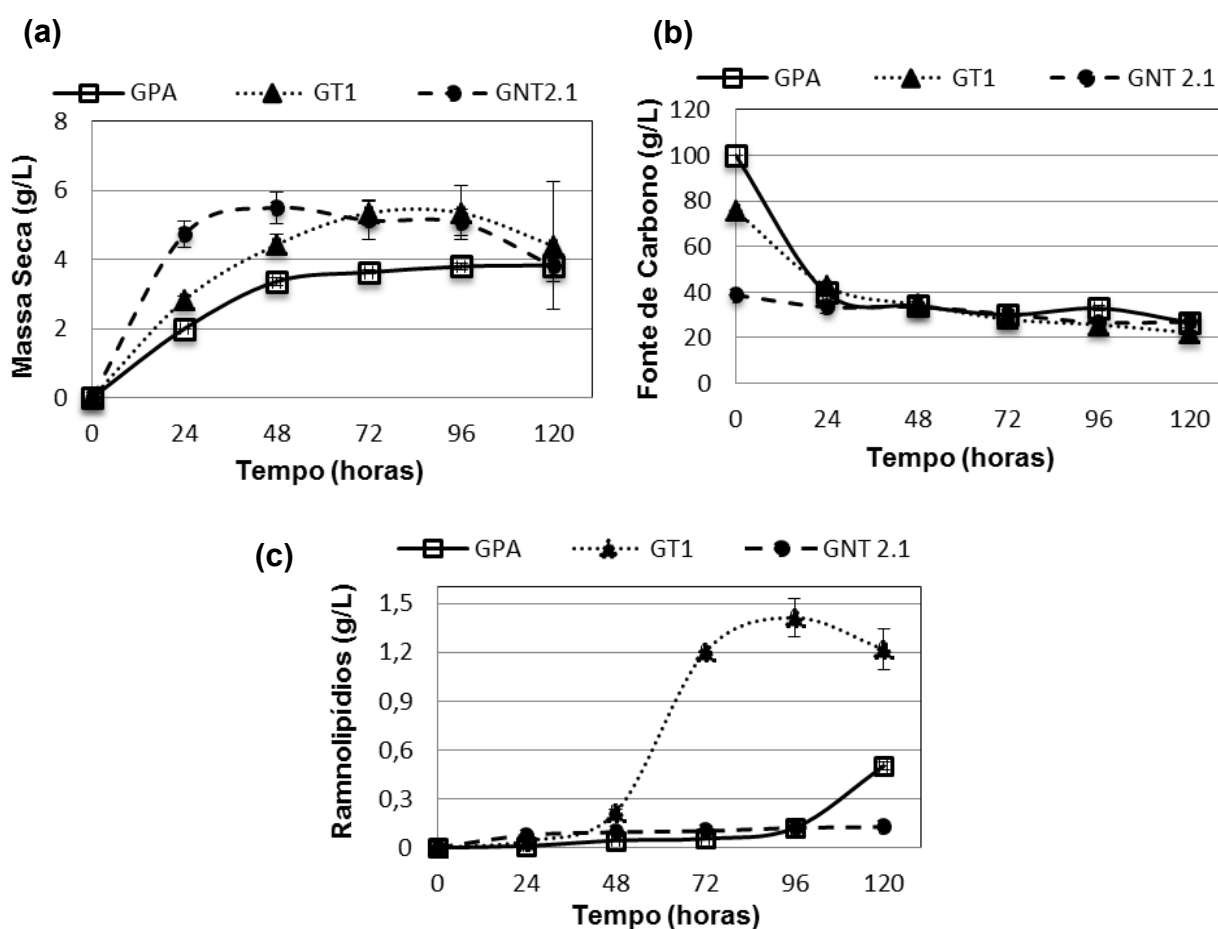 (a)
GPA GT1 GNT2.1
Massa Seca (g/L)
8
6
4
2
0
0 24 48 72 96 120
Tempo (horas)
(b)
GPA GT1 GNT 2.1
Fonte de Carbono (g/L)
120
100
80
60
40
20
0
0 24 48 72 96 120
Tempo (horas)
(c)
GPA GT1 GNT 2.1
Ramnolipídios (g/L)
1,5
1,2
0,9
0,6
0,3
0
0 24 48 72 96 120
Tempo (horas)